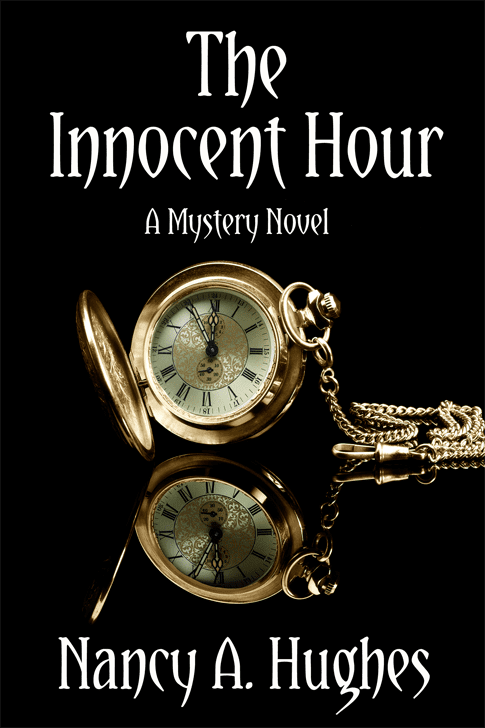 The
Innocent Hour
A Mystery Novel
Nancy A. Hughes